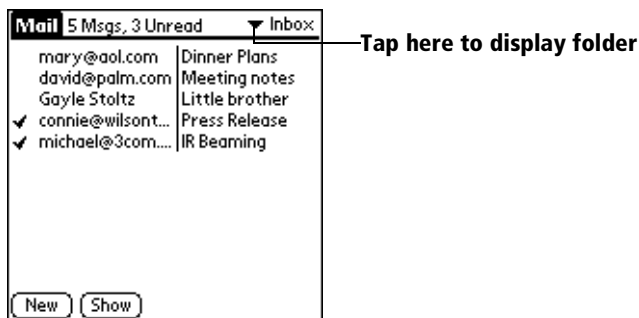 Mail 5 Msgs, 3 Unread Inbox
Tap here to display folder
mary@aol.com Dinner Plans
david@palm.com Meeting notes
Gayle Stoltz Little brother
✔ connie@wilsont... Press Release
✔ michael@3com.... IR Beaming
New Show